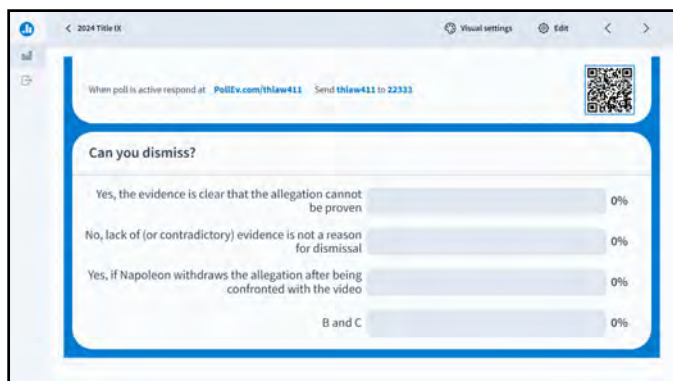 < 2024 Title IX Visual settings Edit < >
When poll is active respond at PollEv.com/thlaw411 Send thlaw411 to 22333
Can you dismiss?
Yes, the evidence is clear that the allegation cannot
be proven
0%
No, lack of (or contradictory) evidence is not a reason
for dismissal
0%
Yes, if Napoleon withdraws the allegation after being
confronted with the video
0%
B and C
0%